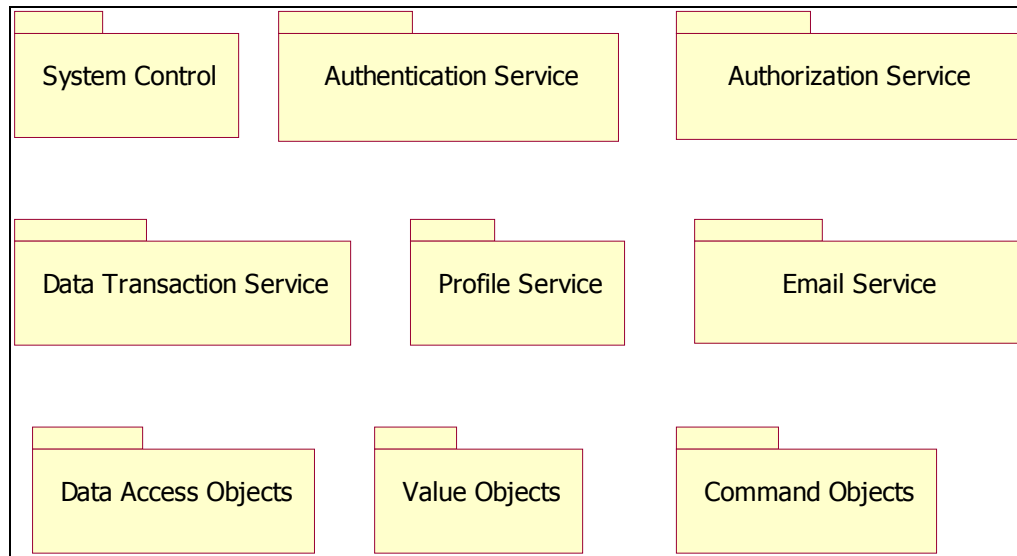 System Control
Authentication Service
Authorization Service
Data Transaction Service
Profile Service
Email Service
Data Access Objects
Value Objects
Command Objects